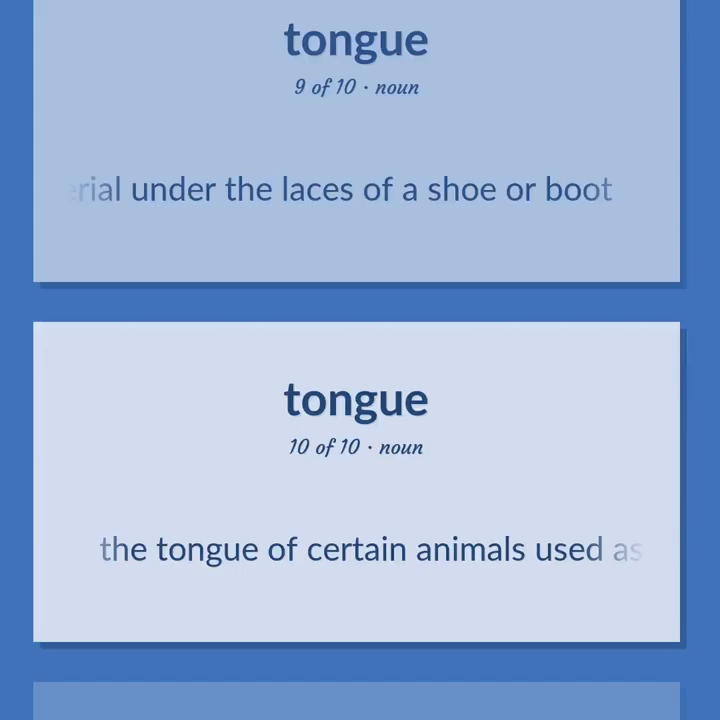 tongue
9 of 10 · noun
under the laces of a shoe or boot
tongue
10 of 10 · noun
the tongue of certain animals used as